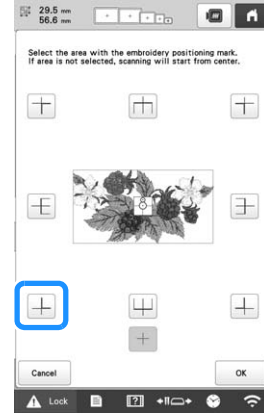 29.5 mm
56.6 mm
Select the area with the embroidery positioning mark.
If area is not selected, scanning will start from center.
Cancel
OK
Lock